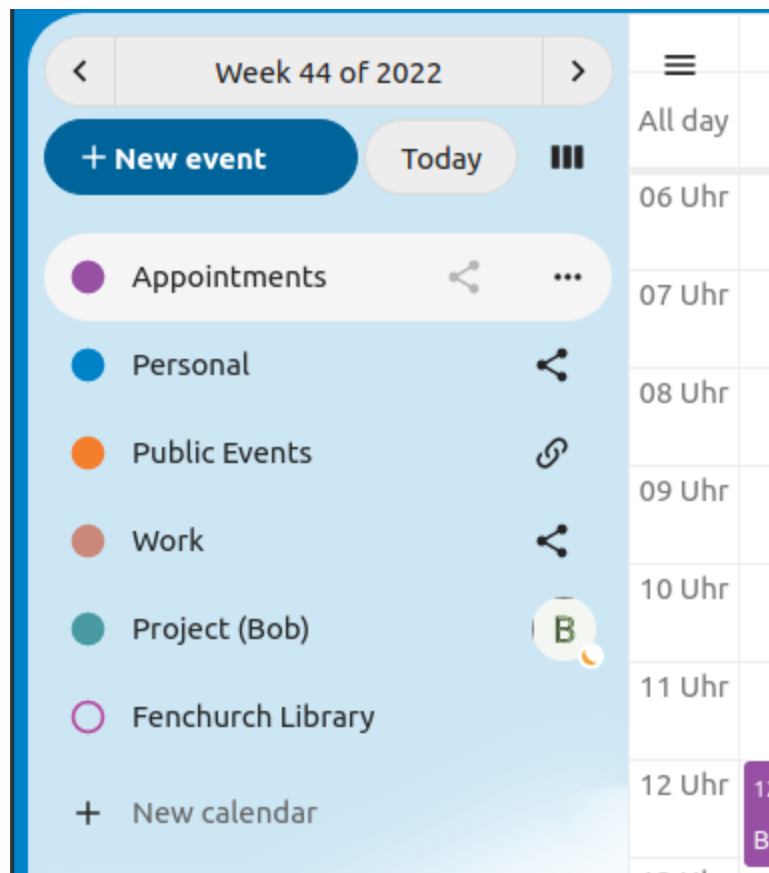 Week 44 of 2022
+ New event
Today
Appointments
Personal
Public Events
Work
Project (Bob)
B
Fenchurch Library
+ New calendar
All day
06 Uhr
07 Uhr
08 Uhr
09 Uhr
10 Uhr
11 Uhr
12 Uhr
B